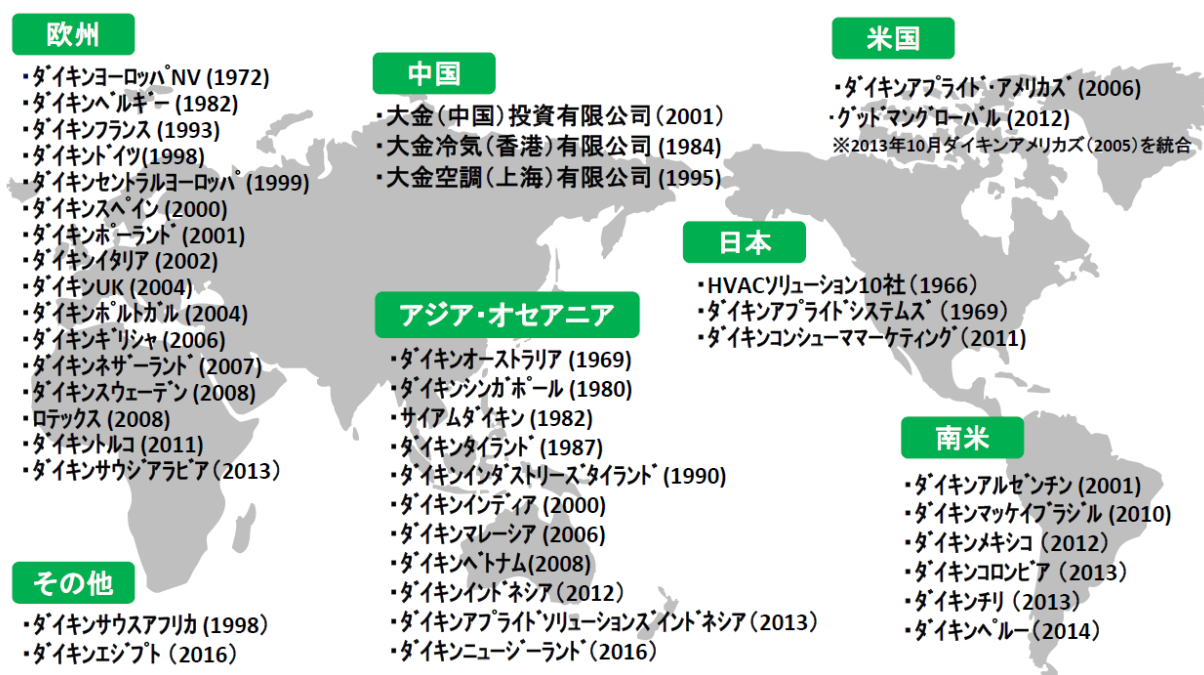 欧州
・ダイキンヨーロッパNV (1972)
・ダイキンベルギー (1982)
・ダイキンフランス (1993)
・ダイキンドイツ(1998)
・ダイキンセントラルヨーロッパ (1999)
・ダイキンスペイン (2000)
・ダイキンポーランド (2001)
・ダイキンイタリア (2002)
・ダイキンUK (2004)
・ダイキンポルトガル (2004)
・ダイキンギリシャ (2006)
・ダイキンネザーランド (2007)
・ダイキンスウェーデン (2008)
・ロテックス (2008)
・ダイキントルコ (2011)
・ダイキンサウジアラビア (2013)
その他
・ダイキンサウスアフリカ (1998)
・ダイキンエジプト (2016)
中国
・大金(中国)投資有限公司(2001)
・大金冷気(香港)有限公司 (1984)
・大金空調(上海)有限公司 (1995)
アジア・オセアニア
・ダイキンオーストラリア (1969)
・ダイキンシンガポール (1980)
・サイアムダイキン (1982)
・ダイキンタイランド (1987)
・ダイキンインダストリーズタイランド (1990)
・ダイキンインディア (2000)
・ダイキンマレーシア (2006)
・ダイキンベトナム(2008)
・ダイキンインドネシア (2012)
・ダイキンアプライドソリューションズインドネシア (2013)
・ダイキンニュージーランド (2016)
米国
・ダイキンアプライド・アメリカズ (2006)
・グッドマングローバル (2012)
※2013年10月ダイキンアメリカズ(2005)を統合
日本
・HVACソリューション10社(1966)
・ダイキンアプライドシステムズ (1969)
・ダイキンコンシューママーケティング(2011)
南米
・ダイキンアルゼンチン (2001)
・ダイキンマッケイブラジル (2010)
・ダイキンメキシコ (2012)
・ダイキンコロンビア (2013)
・ダイキンチリ (2013)
・ダイキンペルー (2014)